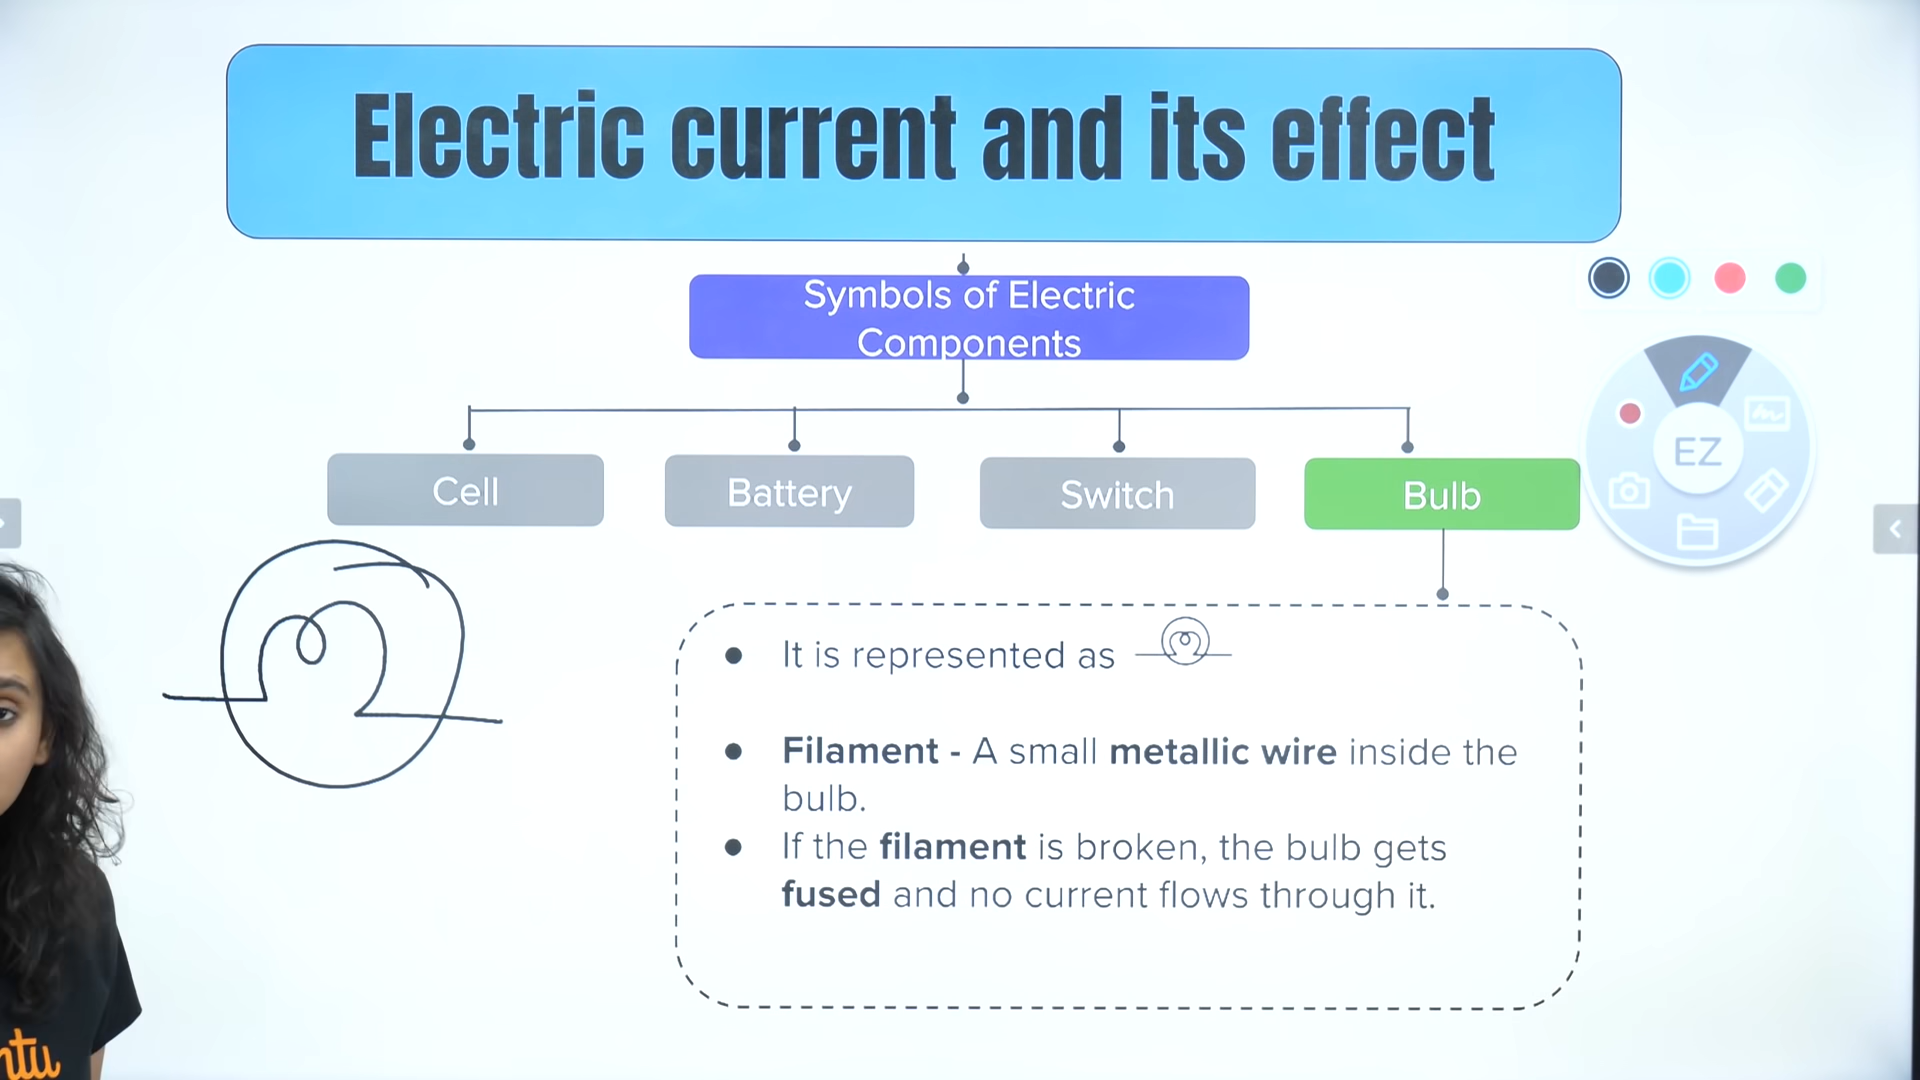 Electric current and its effect
Symbols of Electric
Components
Cell
Battery
Switch
Bulb
EZ
It is represented as
Filament - A small metallic wire inside the
bulb.
If the filament is broken, the bulb gets
fused and no current flows through it.
ntu